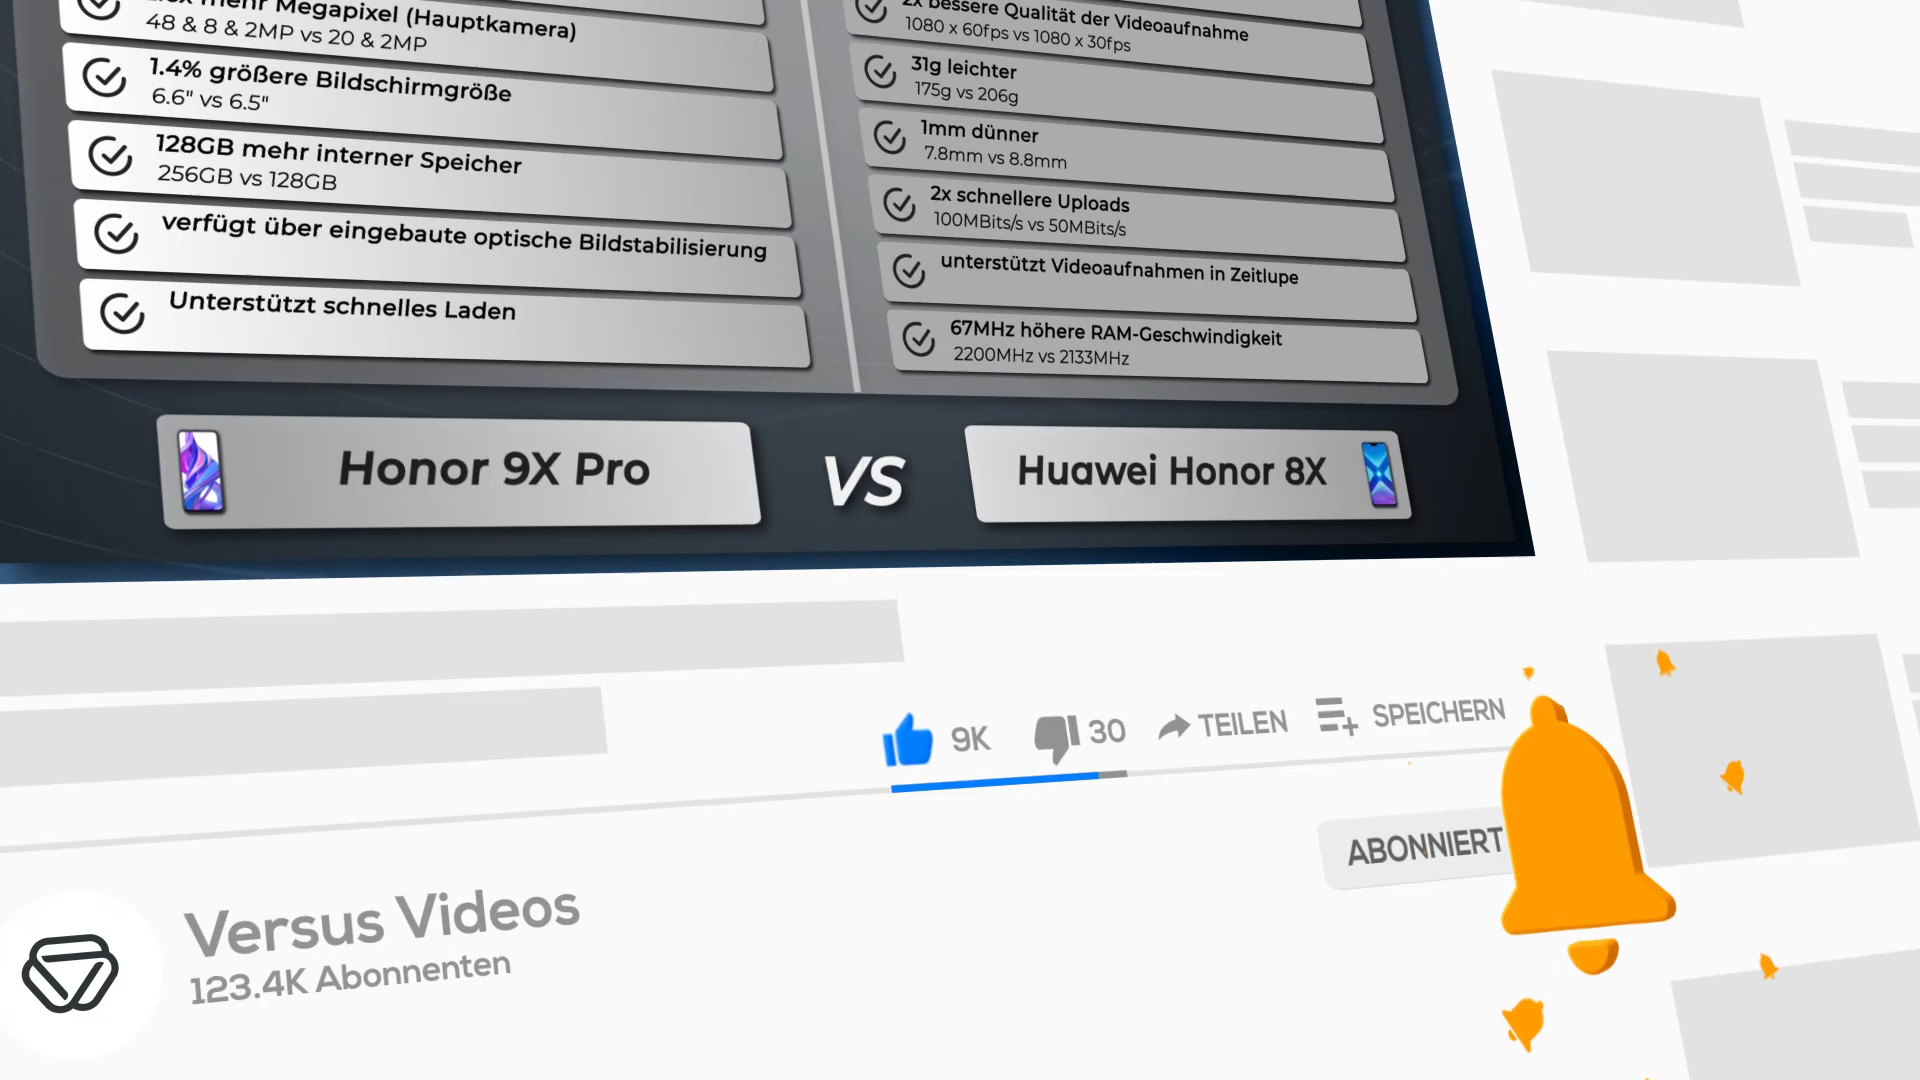 mehr Megapixel (Hauptkamera)
48 & 8 & 2MP vs 20 & 2MP
1.4% größere Bildschirmgröße
6.6" vs 6.5"
128GB mehr interner Speicher
256GB vs 128GB
verfügt über eingebaute optische Bildstabilisierung
Unterstützt schnelles Laden
2x bessere Qualität der Videoaufnahme
1080 x 60fps vs 1080 x 30fps
31g leichter
175g vs 206g
1mm dünner
7.8mm vs 8.8mm
2x schnellere Uploads
100MBits/s vs 50MBits/s
unterstützt Videoaufnahmen in Zeitlupe
67MHz höhere RAM-Geschwindigkeit
2200MHz vs 2133MHz
Honor 9X Pro
VS
Huawei Honor 8X
9K
30
TEILEN
SPEICHERN
ABONNIERT
Versus Videos
123.4K Abonnenten